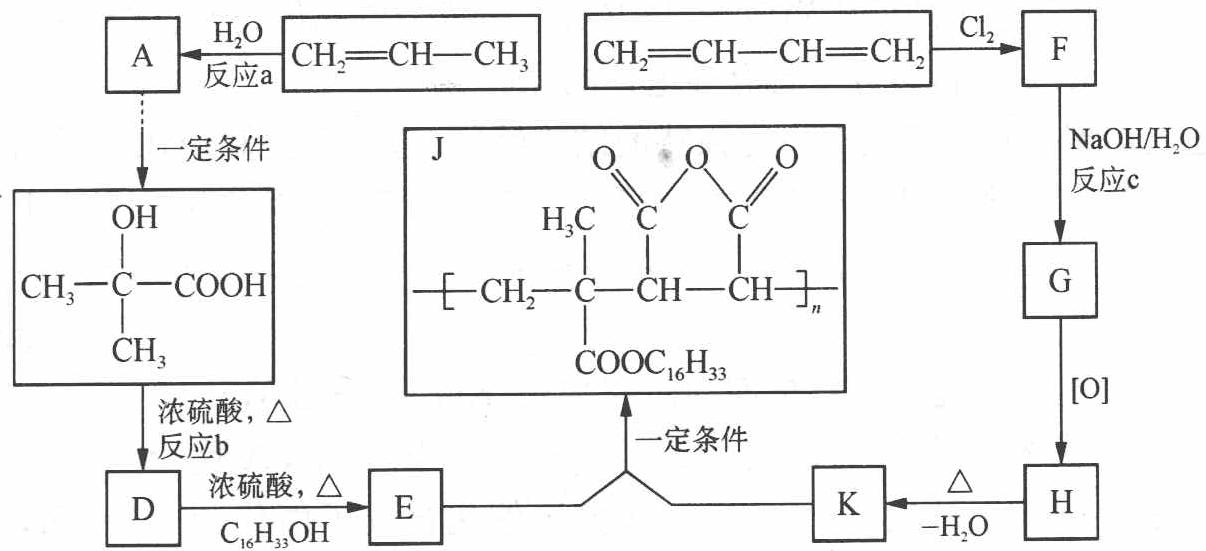 A
H₂O
反应a
CH₂=CH—CH₃
CH₂=CH—CH=CH₂
Cl₂
F
一定条件
NaOH/H₂O
反应c
J
O O O
H₃C C C
—[CH₂—C—CH—CH]ₙ—
COOC₁₆H₃₃
OH
CH₃—C—COOH
CH₃
G
[O]
浓硫酸，△
反应b
一定条件
D
浓硫酸，△
C₁₆H₃₃OH
E
K
△
−H₂O
H